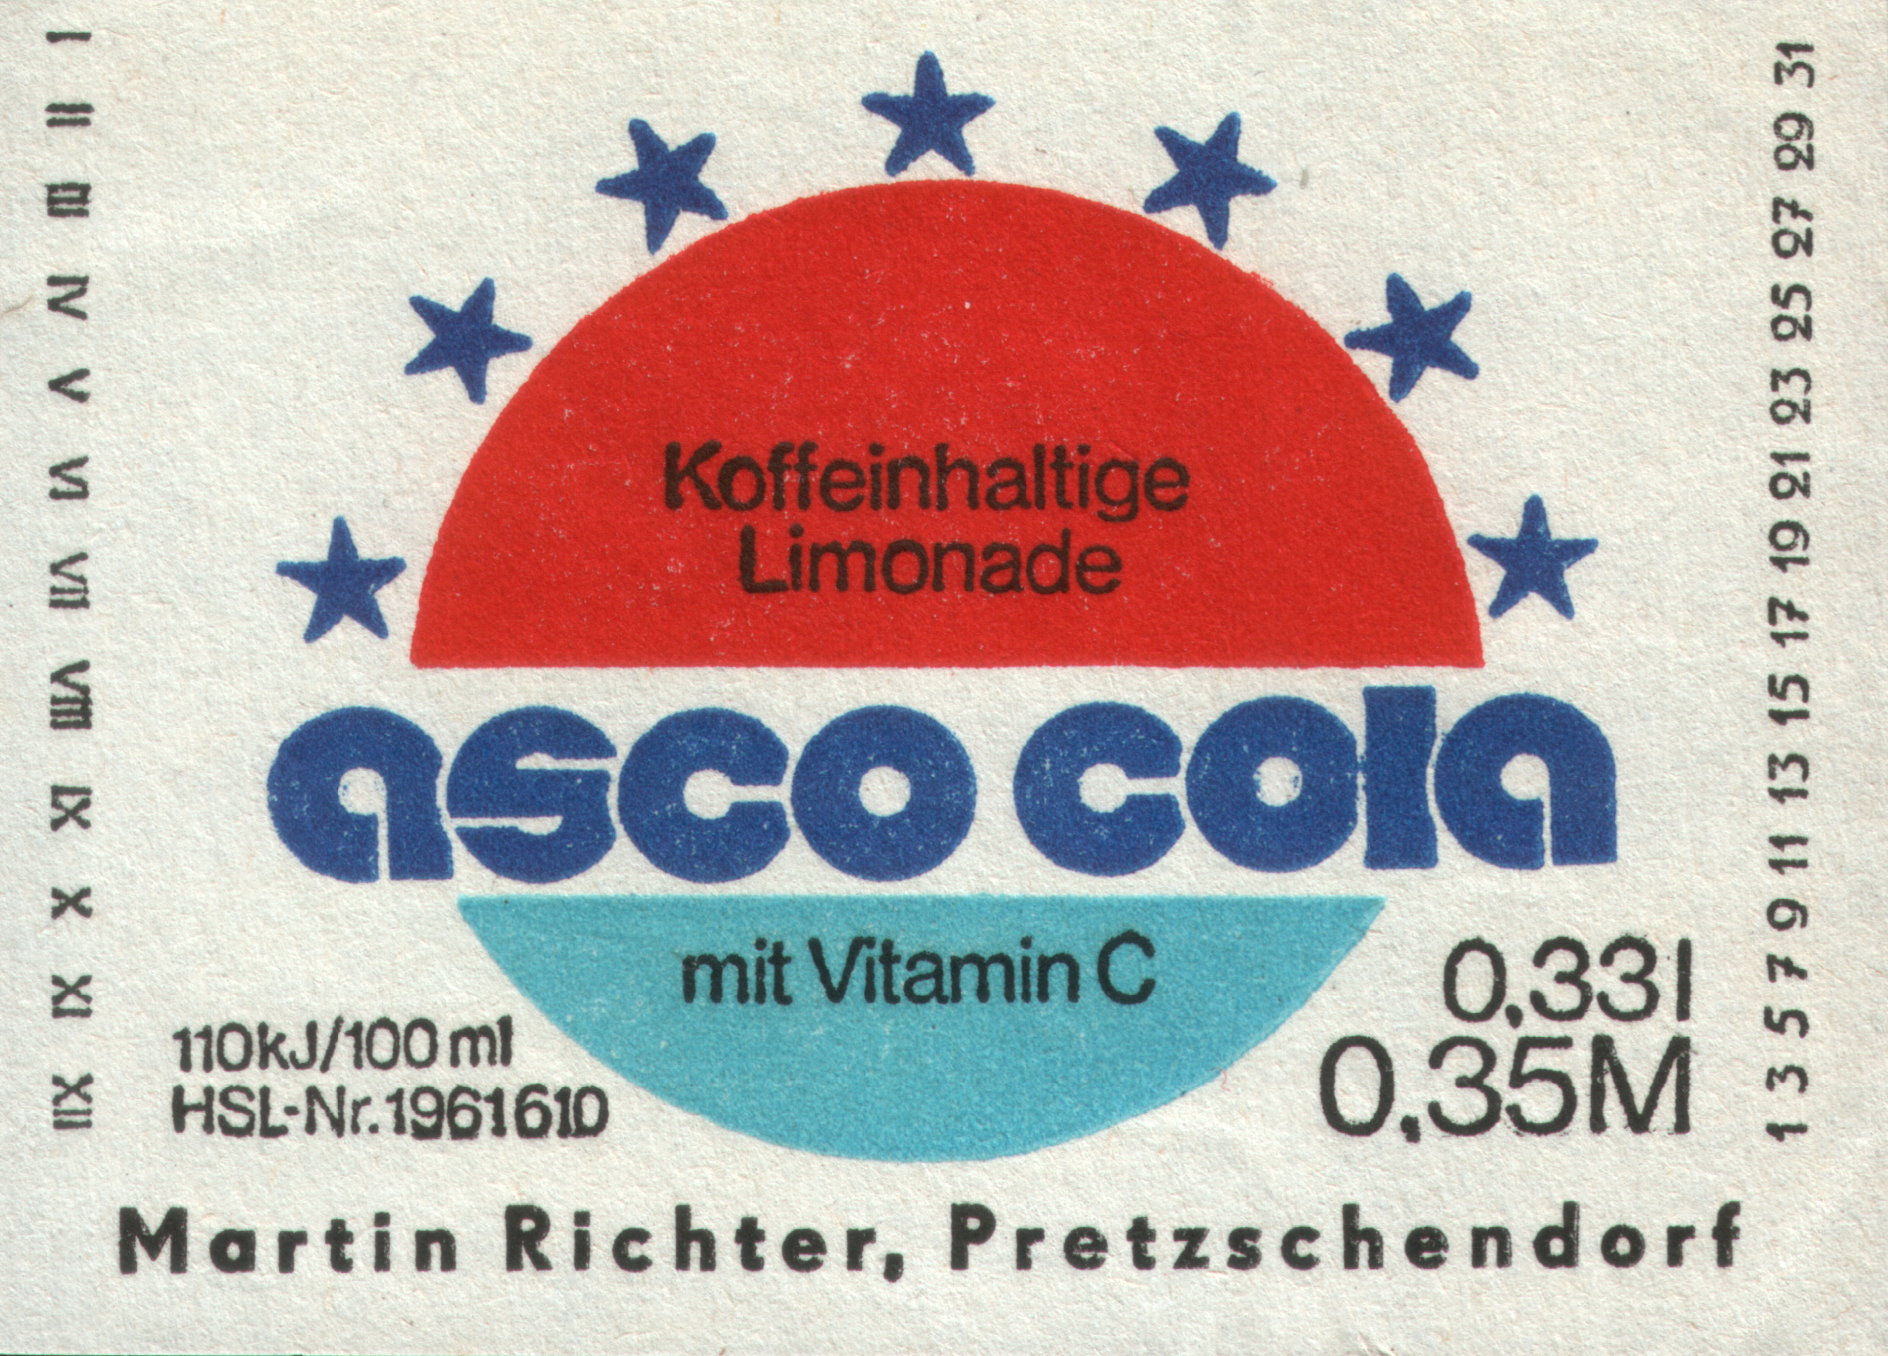 I II III IV V VI VII VIII IX X XI XII
Koffeinhaltige
Limonade
asco cola
mit Vitamin C
110kJ/100 ml
HSL-Nr. 1961610
0,33l
0,35M
Martin Richter, Pretzschendorf
1 3 5 7 9 11 13 15 17 19 21 23 25 27 29 31